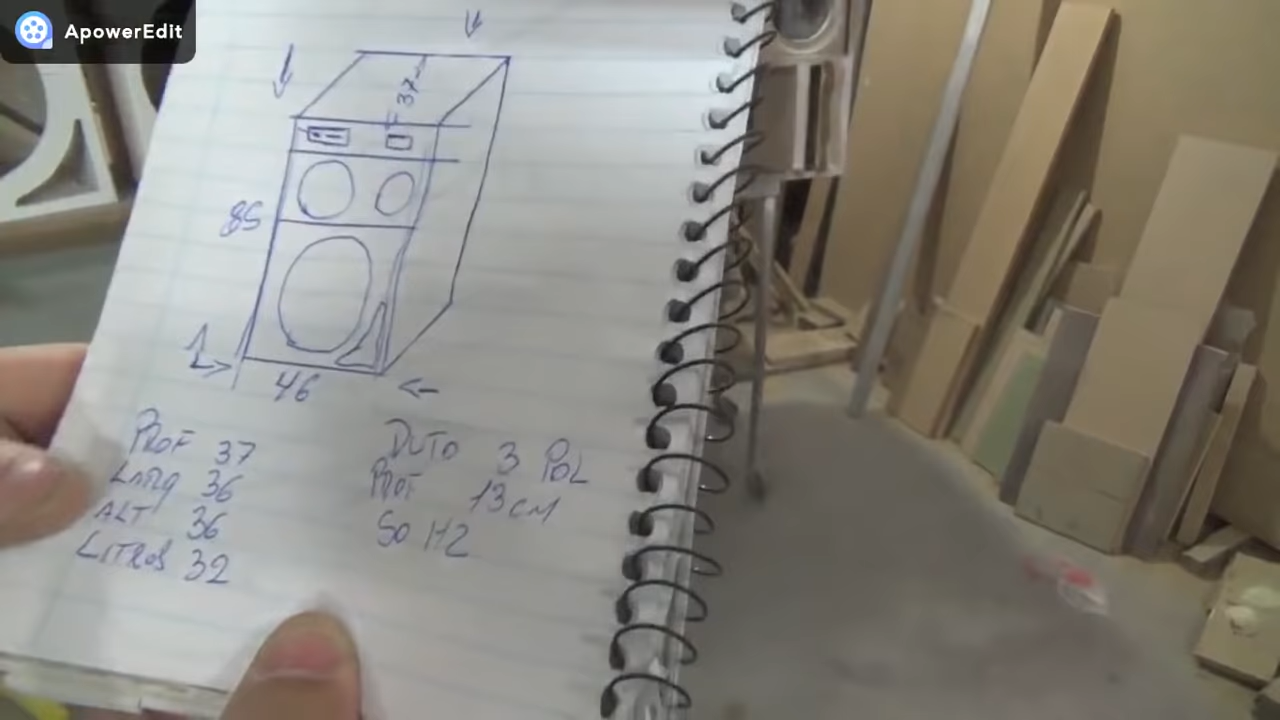 ApowerEdit
37
85
46
PROF 37
LARG 36
ALT 36
LITROS 32
DUTO 3 POL
PROF 13 CM
50 HZ